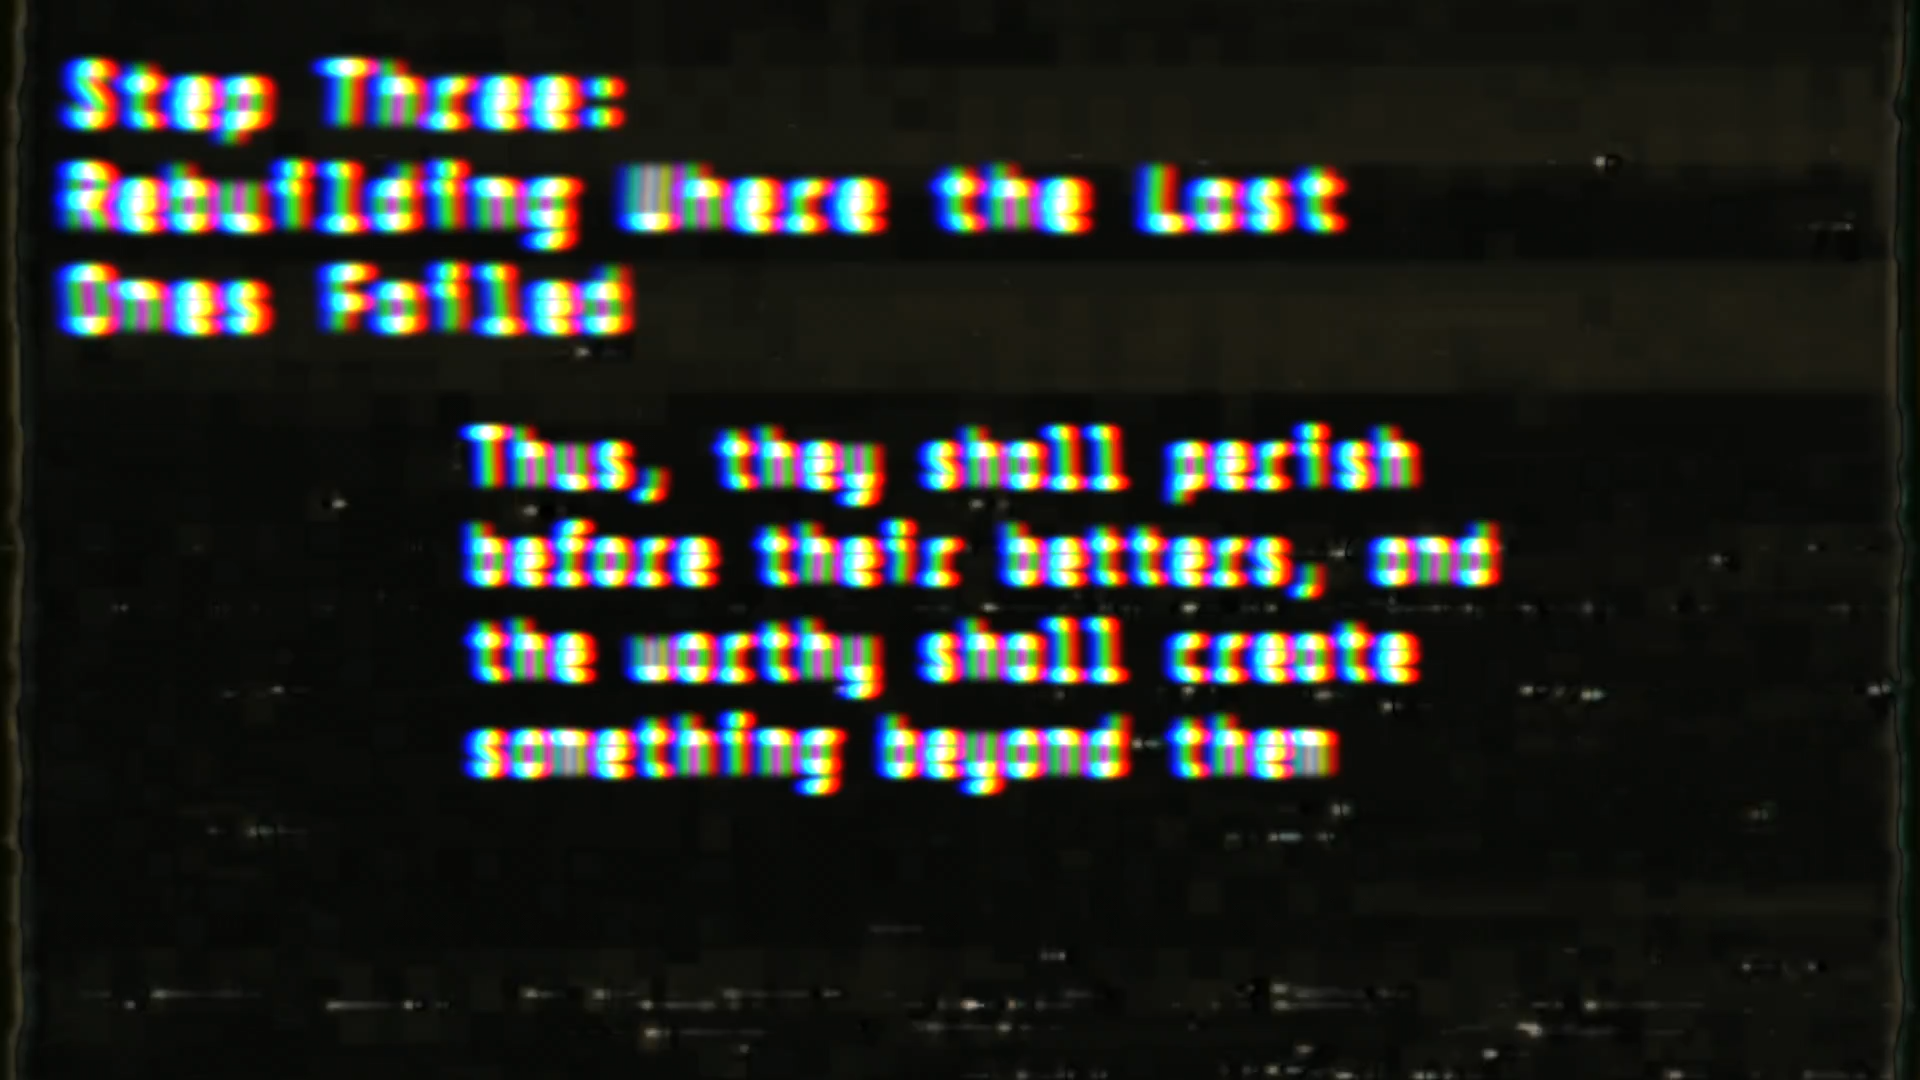 Step Three:
Rebuilding Where the Last
Ones Failed
Thus, they shall perish
before their betters, and
the worthy shall create
something beyond them